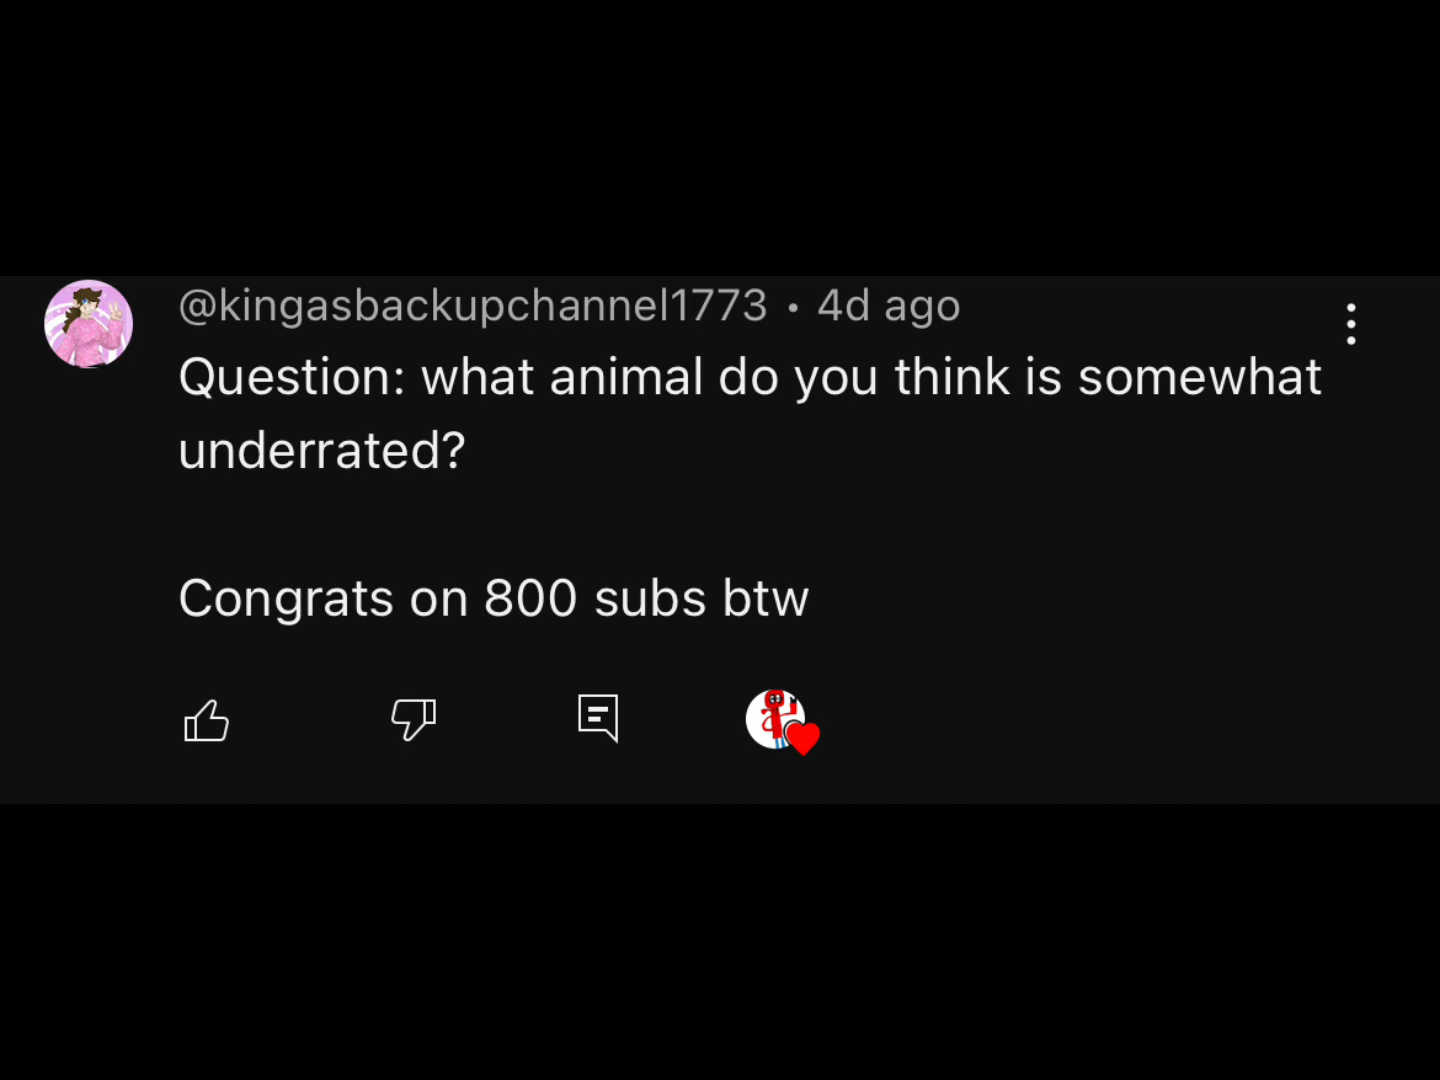 @kingasbackupchannel1773 • 4d ago
Question: what animal do you think is somewhat
underrated?
Congrats on 800 subs btw